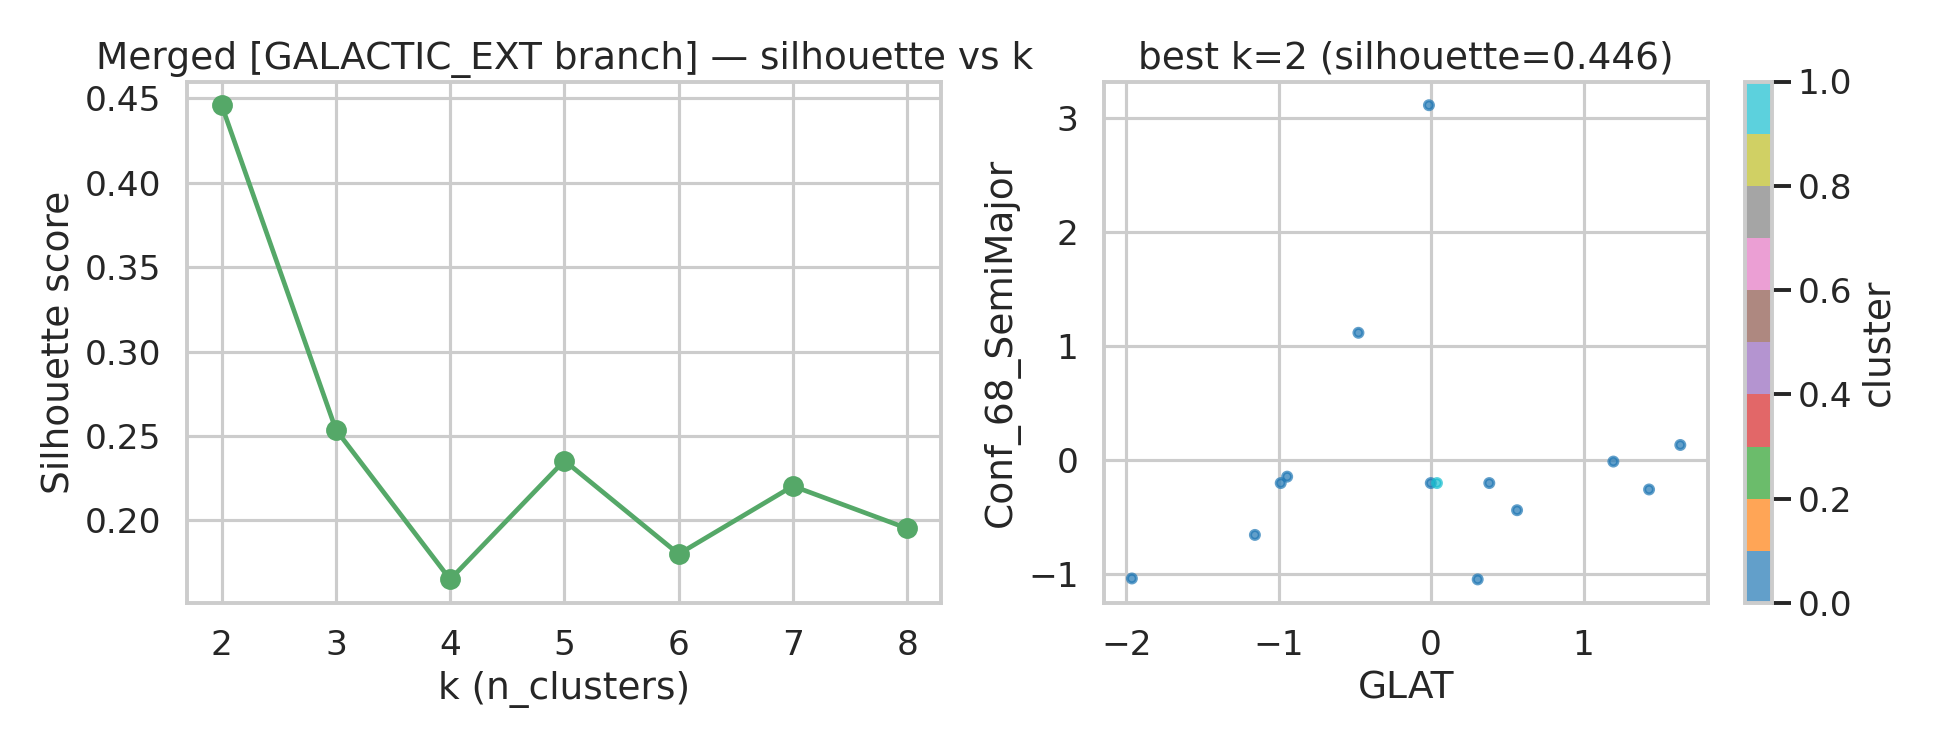 Merged [GALACTIC_EXT branch] — silhouette vs k
0.45
0.40
0.35
0.30
0.25
0.20
Silhouette score
2 3 4 5 6 7 8
k (n_clusters)
best k=2 (silhouette=0.446)
3
2
1
0
−1
Conf_68_SemiMajor
−2 −1 0 1
GLAT
1.0
0.8
0.6
0.4
0.2
0.0
cluster